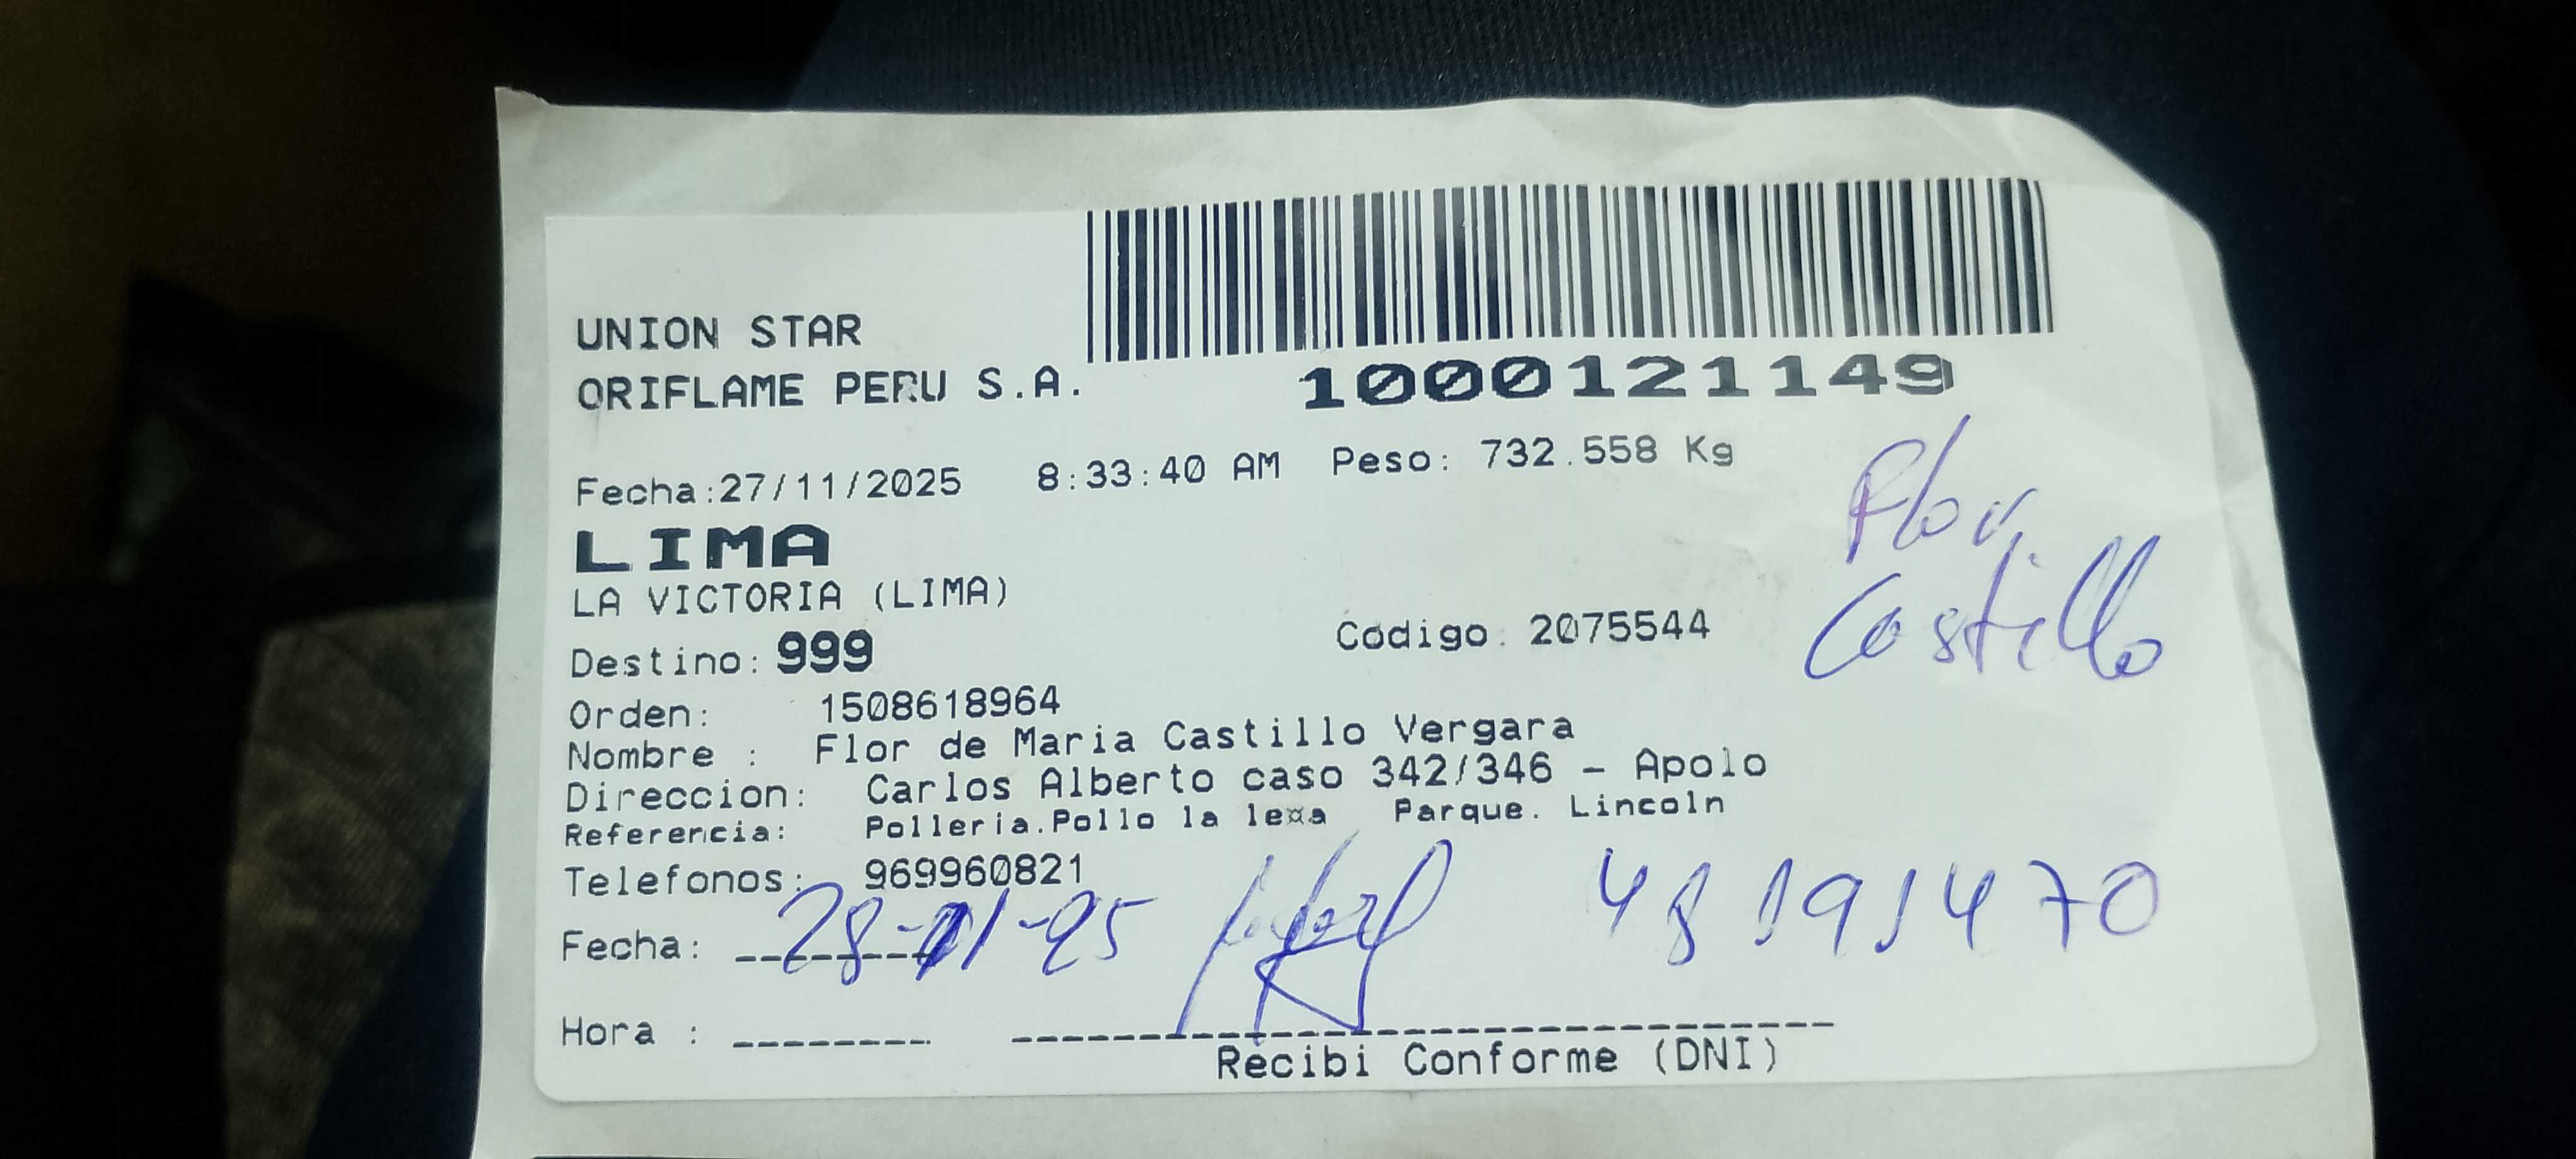 UNION STAR
ORIFLAME PERU S.A.
1000121149
Fecha:27/11/2025 8:33:40 AM Peso: 732.558 Kg
LIMA
LA VICTORIA (LIMA)
Flor
Castillo
Destino: 999 Codigo: 2075544
Orden: 1508618964
Nombre : Flor de Maria Castillo Vergara
Direccion: Carlos Alberto caso 342/346 - Apolo
Referencia: Polleria.Pollo la lexa Parque. Lincoln
Telefonos: 969960821
Fecha: 28-11-25 48191470
Hora :
Recibi Conforme (DNI)